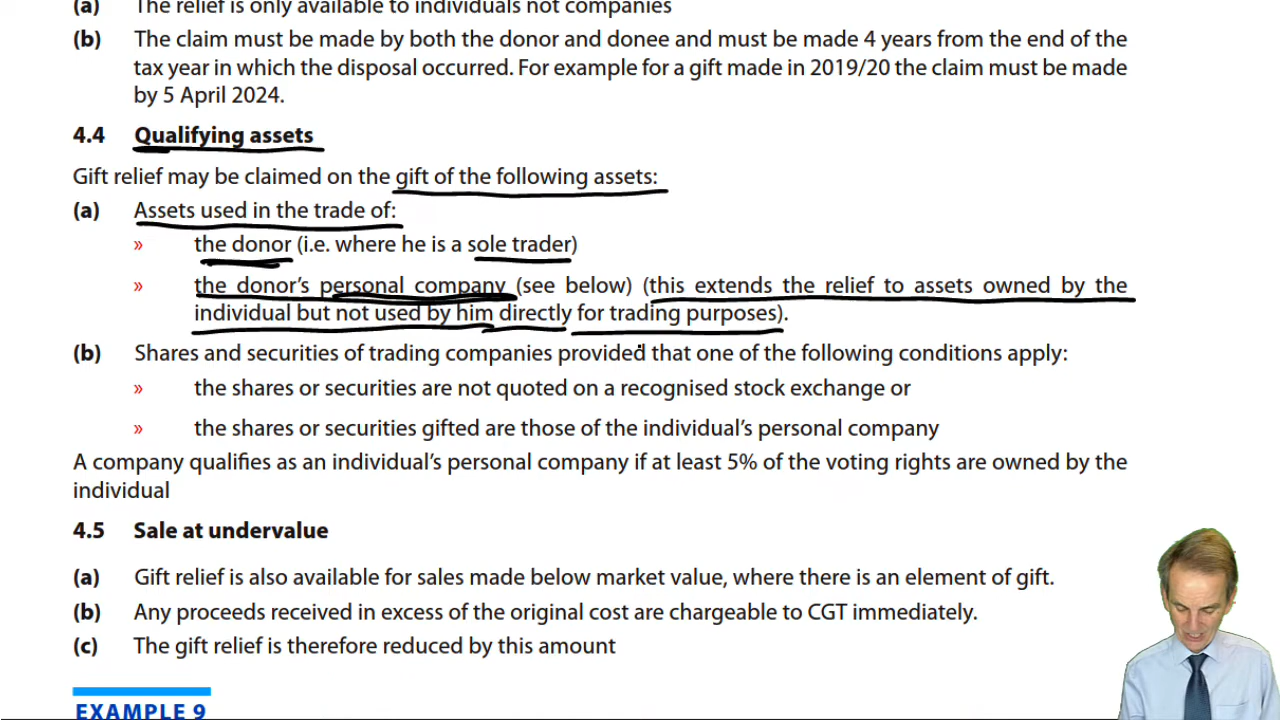 (a) The relief is only available to individuals not companies
(b) The claim must be made by both the donor and donee and must be made 4 years from the end of the
tax year in which the disposal occurred. For example for a gift made in 2019/20 the claim must be made
by 5 April 2024.
4.4 Qualifying assets
Gift relief may be claimed on the gift of the following assets:
(a) Assets used in the trade of:
» the donor (i.e. where he is a sole trader)
» the donor's personal company (see below) (this extends the relief to assets owned by the
individual but not used by him directly for trading purposes).
(b) Shares and securities of trading companies provided that one of the following conditions apply:
» the shares or securities are not quoted on a recognised stock exchange or
» the shares or securities gifted are those of the individual's personal company
A company qualifies as an individual's personal company if at least 5% of the voting rights are owned by the
individual
4.5 Sale at undervalue
(a) Gift relief is also available for sales made below market value, where there is an element of gift.
(b) Any proceeds received in excess of the original cost are chargeable to CGT immediately.
(c) The gift relief is therefore reduced by this amount
EXAMPLE 9